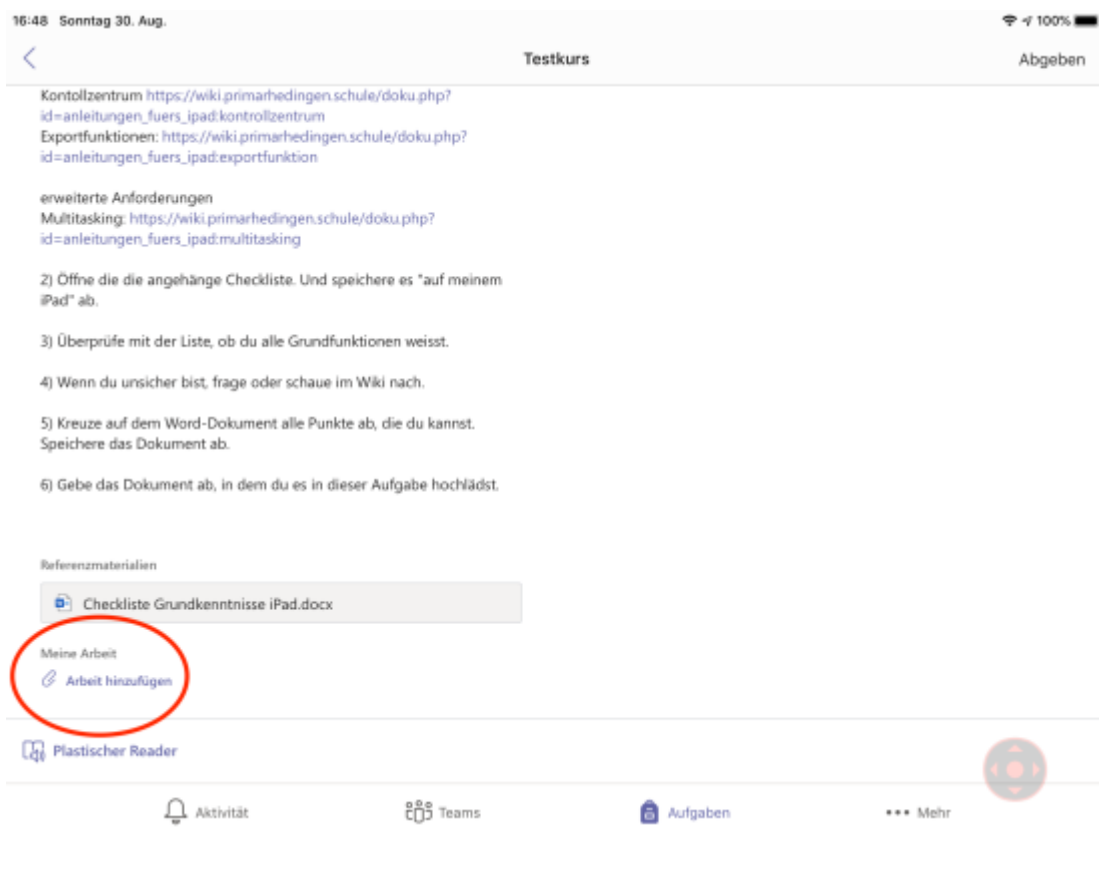 16:48 Sonntag 30. Aug.
100%
Testkurs
Abgeben
Kontollzentrum https://wiki.primarhedingen.schule/doku.php?
id=anleitungen_fuers_ipad:kontrollzentrum
Exportfunktionen: https://wiki.primarhedingen.schule/doku.php?
id=anleitungen_fuers_ipad:exportfunktion
erweiterte Anforderungen
Multitasking: https://wiki.primarhedingen.schule/doku.php?
id=anleitungen_fuers_ipad:multitasking
2) Öffne die die angehänge Checkliste. Und speichere es "auf meinem
iPad" ab.
3) Überprüfe mit der Liste, ob du alle Grundfunktionen weisst.
4) Wenn du unsicher bist, frage oder schaue im Wiki nach.
5) Kreuze auf dem Word-Dokument alle Punkte ab, die du kannst.
Speichere das Dokument ab.
6) Gebe das Dokument ab, in dem du es in dieser Aufgabe hochlädst.
Referenzmaterialien
Checkliste Grundkenntnisse iPad.docx
Meine Arbeit
Arbeit hinzufügen
Plastischer Reader
Aktivität
Teams
Aufgaben
Mehr